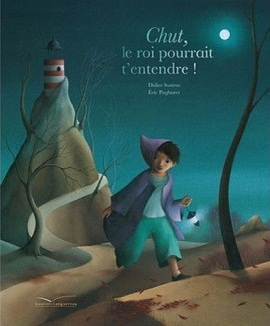 Chut,
le roi pourrait
t'entendre !
Didier Sustrac
Éric Puybaret